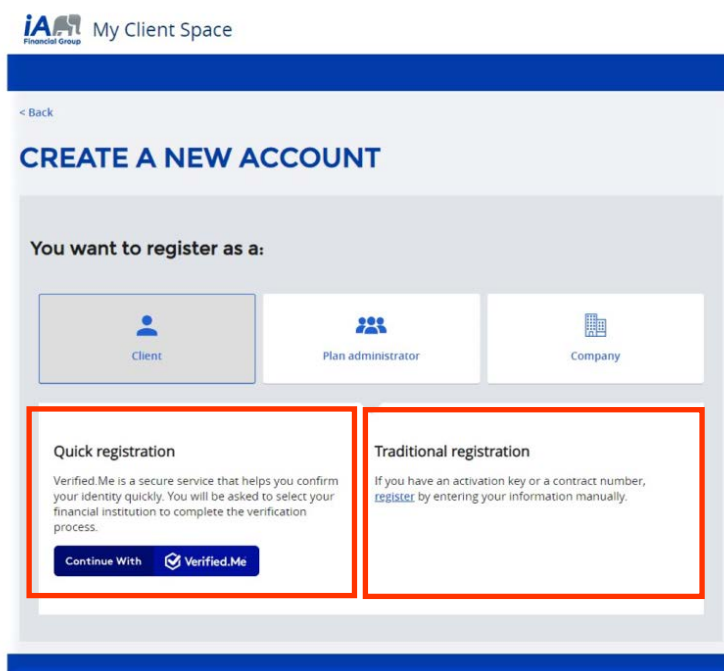 iA
Financial Group
My Client Space
< Back
CREATE A NEW ACCOUNT
You want to register as a:
Client
Plan administrator
Company
Quick registration
Verified.Me is a secure service that helps you confirm
your identity quickly. You will be asked to select your
financial institution to complete the verification
process.
Continue With Verified.Me
Traditional registration
If you have an activation key or a contract number,
register by entering your information manually.